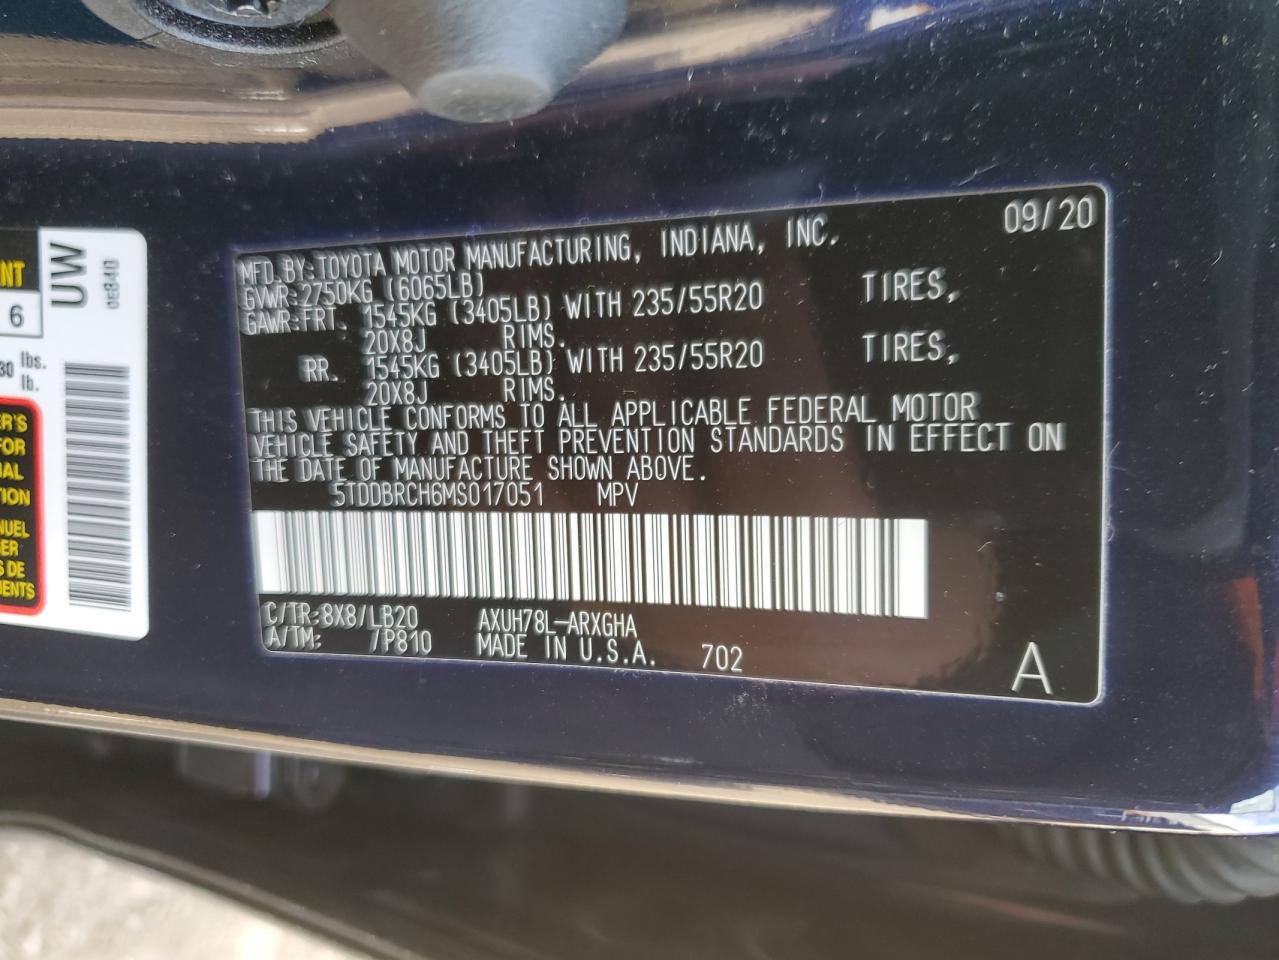 09/20
MFD. BY: TOYOTA MOTOR MANUFACTURING, INDIANA, INC.
GVWR: 2750KG (6065LB)
GAWR: FRT. 1545KG (3405LB) WITH 235/55R20 TIRES,
20X8J RIMS.
RR. 1545KG (3405LB) WITH 235/55R20 TIRES,
20X8J RIMS.
THIS VEHICLE CONFORMS TO ALL APPLICABLE FEDERAL MOTOR
VEHICLE SAFETY AND THEFT PREVENTION STANDARDS IN EFFECT ON
THE DATE OF MANUFACTURE SHOWN ABOVE.
5TDDBRCH6MS017051 MPV
C/TR: 8X8/LB20 AXUH78L-ARXGHA
A/TM: 7P810 MADE IN U.S.A. 702
A
UW
0E840
6
lbs.
lb.
FOR